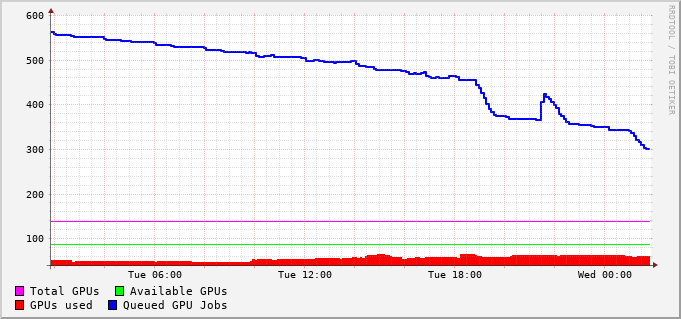 600
500
400
300
200
100
Tue 06:00 Tue 12:00 Tue 18:00 Wed 00:00
Total GPUs Available GPUs
GPUs used Queued GPU Jobs
RRDTOOL / TOBI OETIKER